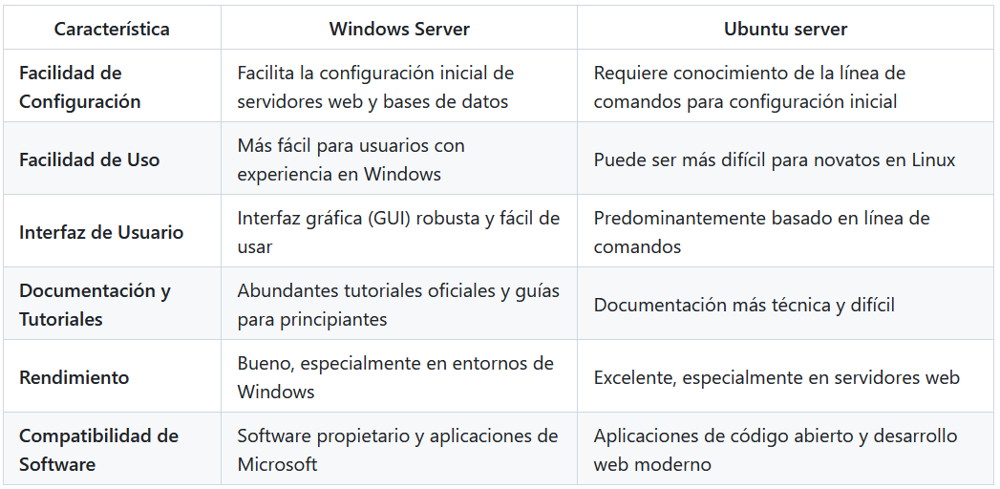 Característica
Windows Server
Ubuntu server
Facilidad de
Configuración
Facilita la configuración inicial de
servidores web y bases de datos
Requiere conocimiento de la línea de
comandos para configuración inicial
Facilidad de Uso
Más fácil para usuarios con
experiencia en Windows
Puede ser más difícil para novatos en Linux
Interfaz de Usuario
Interfaz gráfica (GUI) robusta y fácil de
usar
Predominantemente basado en línea de
comandos
Documentación y
Tutoriales
Abundantes tutoriales oficiales y guías
para principiantes
Documentación más técnica y difícil
Rendimiento
Bueno, especialmente en entornos de
Windows
Excelente, especialmente en servidores web
Compatibilidad de
Software
Software propietario y aplicaciones de
Microsoft
Aplicaciones de código abierto y desarrollo
web moderno